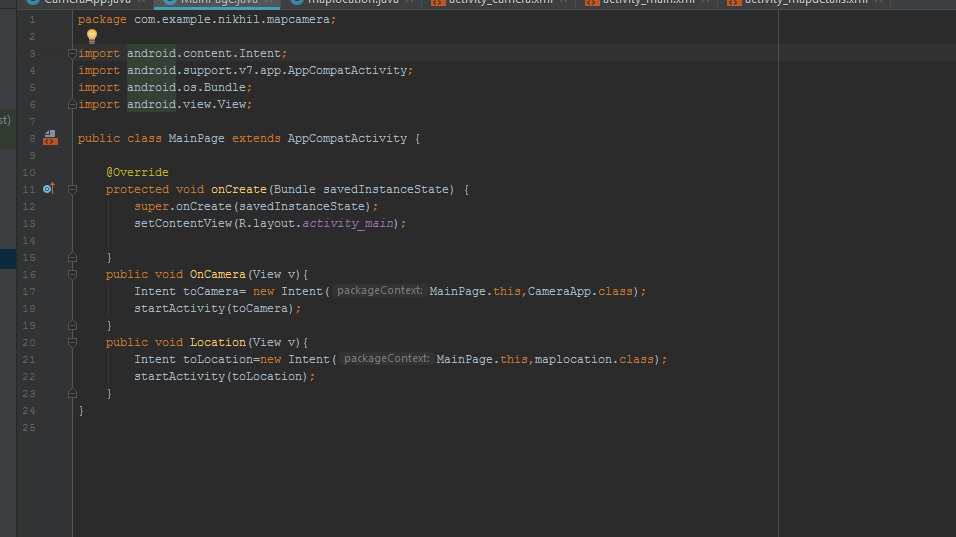 CameraApp.java MainPage.java maplocation.java activity_camera.xml activity_main.xml activity_mapdetails.xml
1 package com.example.nikhil.mapcamera;
2
3 import android.content.Intent;
4 import android.support.v7.app.AppCompatActivity;
5 import android.os.Bundle;
6 import android.view.View;
7
st)
8 public class MainPage extends AppCompatActivity {
9
10 @Override
11 protected void onCreate(Bundle savedInstanceState) {
12 super.onCreate(savedInstanceState);
13 setContentView(R.layout.activity_main);
14
15 }
16 public void OnCamera(View v){
17 Intent toCamera= new Intent( packageContext: MainPage.this,CameraApp.class);
18 startActivity(toCamera);
19 }
20 public void Location(View v){
21 Intent toLocation=new Intent( packageContext: MainPage.this,maplocation.class);
22 startActivity(toLocation);
23 }
24 }
25